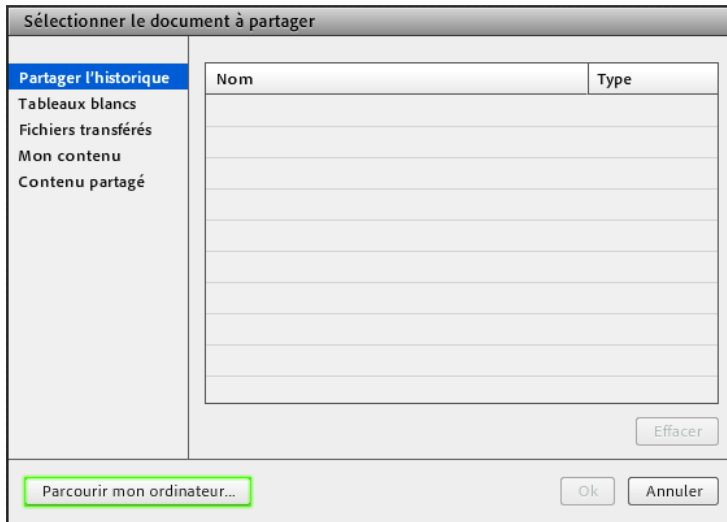 Sélectionner le document à partager
Partager l'historique
Tableaux blancs
Fichiers transférés
Mon contenu
Contenu partagé
Nom Type
Effacer
Parcourir mon ordinateur... Ok Annuler